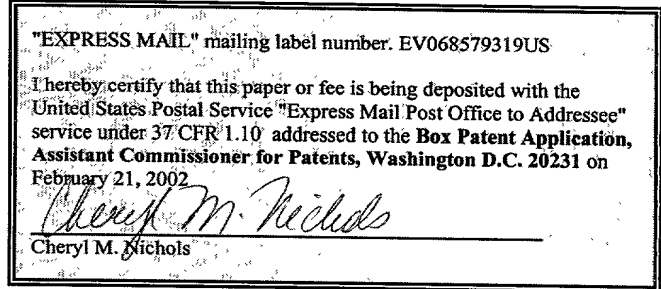 "EXPRESS MAIL" mailing label number. EV068579319US
I hereby certify that this paper or fee is being deposited with the
United States Postal Service "Express Mail Post Office to Addressee"
service under 37 CFR 1.10 addressed to the Box Patent Application,
Assistant Commissioner for Patents, Washington D.C. 20231 on
February 21, 2002
Cheryl M. Nichols
Cheryl M. Nichols